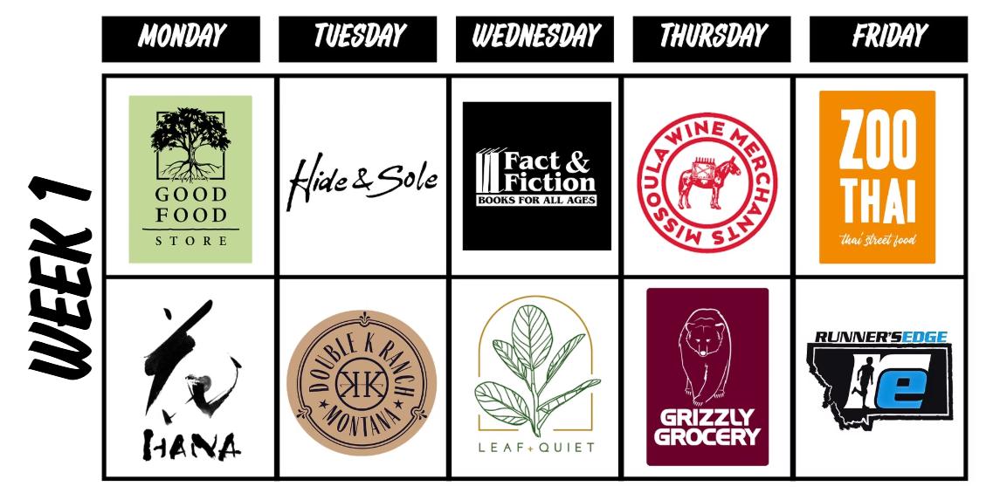 MONDAY
TUESDAY
WEDNESDAY
THURSDAY
FRIDAY
WEEK 1
GOOD
FOOD
STORE
Hide & Sole
Fact &
Fiction
BOOKS FOR ALL AGES
MISSOULA WINE MERCHANTS
ZOO
THAI
thai street food
HANA
DOUBLE K RANCH
KK
MONTANA
LEAF + QUIET
GRIZZLY
GROCERY
RUNNER'S EDGE
re